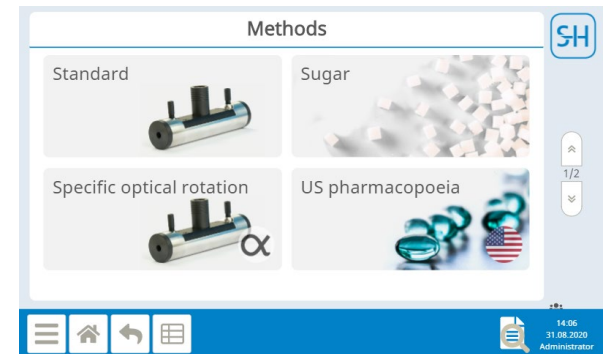 Methods
SH
Standard
Sugar
1/2
Specific optical rotation
α
US pharmacopoeia
14:06
31.08.2020
Administrator